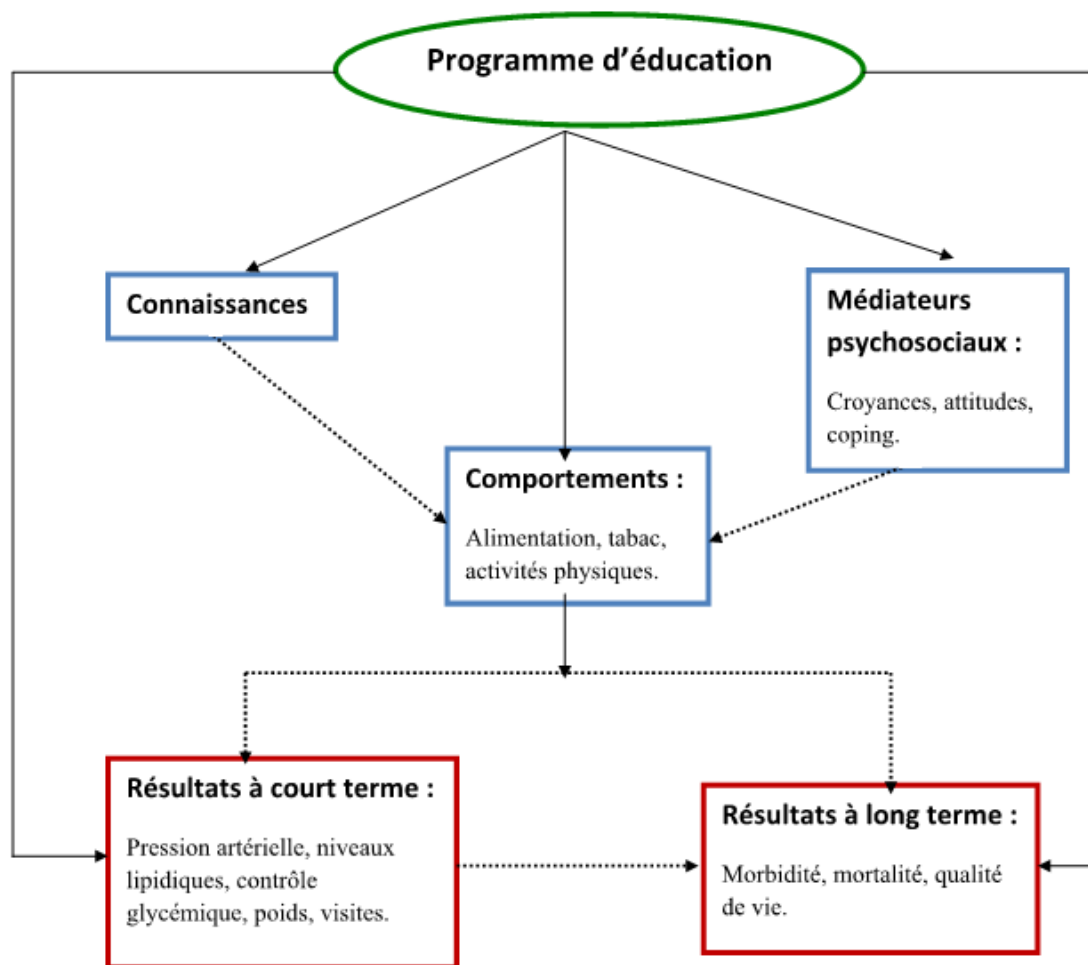 Programme d'éducation
Connaissances
Médiateurs
psychosociaux :
Croyances, attitudes,
coping.
Comportements :
Alimentation, tabac,
activités physiques.
Résultats à court terme :
Pression artérielle, niveaux
lipidiques, contrôle
glycémique, poids, visites.
Résultats à long terme :
Morbidité, mortalité, qualité
de vie.